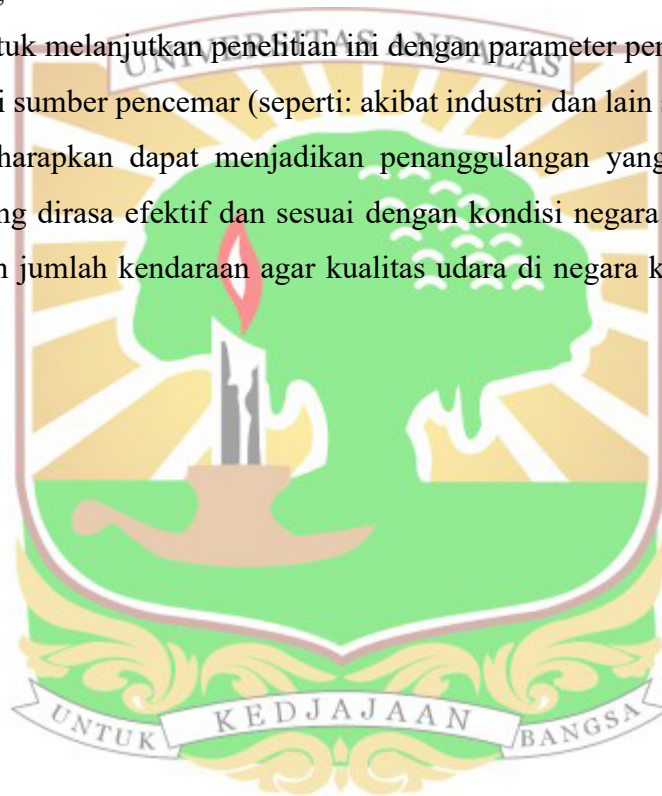 tuk melanjutkan penelitian ini dengan parameter
UNIVERSITAS ANDALAS
i sumber pencemar (seperti: akibat industri dan lain
harapkan dapat menjadikan penanggulangan yang
ng dirasa efektif dan sesuai dengan kondisi negara
n jumlah kendaraan agar kualitas udara di negara
UNTUK KEDJAJAAN BANGSA